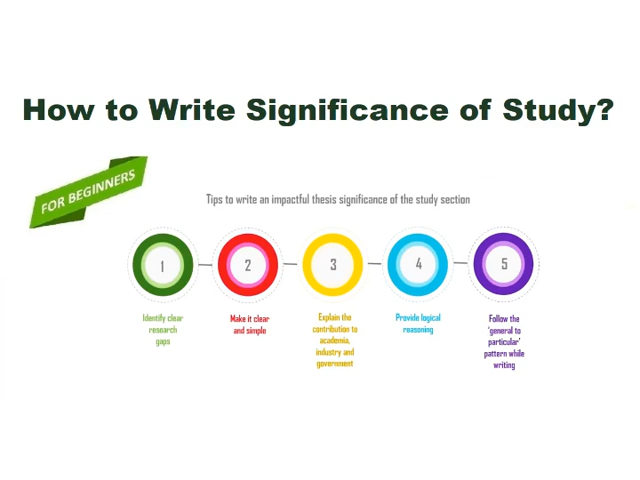 How to Write Significance of Study?
FOR BEGINNERS
Tips to write an impactful thesis significance of the study section
1
2
3
4
5
Identify clear
research
gaps
Make it clear
and simple
Explain the
contribution to
academia,
industry and
government
Provide logical
reasoning
Follow the
'general to
particular'
pattern while
writing